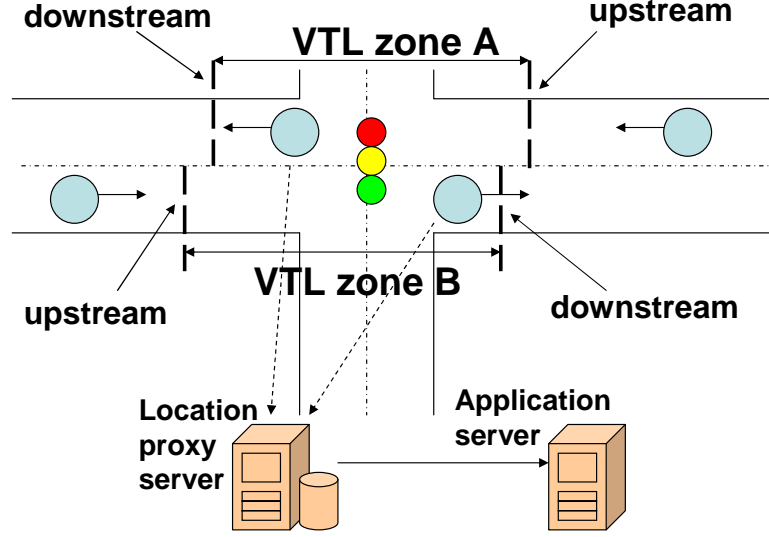 downstream
upstream
VTL zone A
VTL zone B
upstream
downstream
Location
proxy
server
Application
server